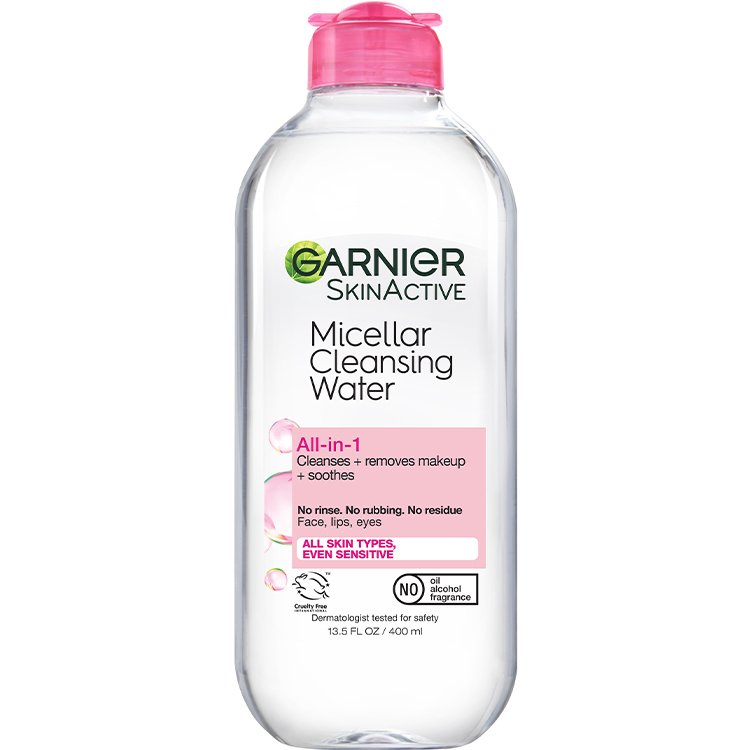 GARNIER
SKINACTIVE
Micellar
Cleansing
Water
All-in-1
Cleanses + removes makeup
+ soothes
No rinse. No rubbing. No residue
Face, lips, eyes
ALL SKIN TYPES,
EVEN SENSITIVE
TM
Cruelty Free
INTERNATIONAL
NO
oil
alcohol
fragrance
Dermatologist tested for safety
13.5 FL OZ / 400 ml